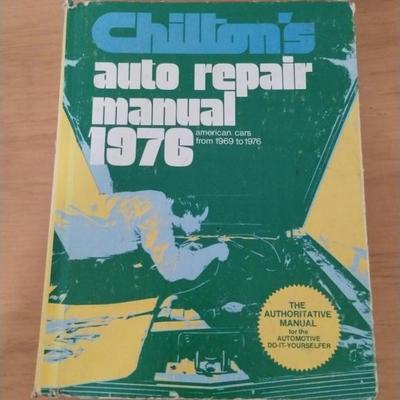 Chilton's
auto repair
manual
1976
american cars
from 1969 to 1976
THE
AUTHORITATIVE
MANUAL
for the
AUTOMOTIVE
DO-IT-YOURSELFER